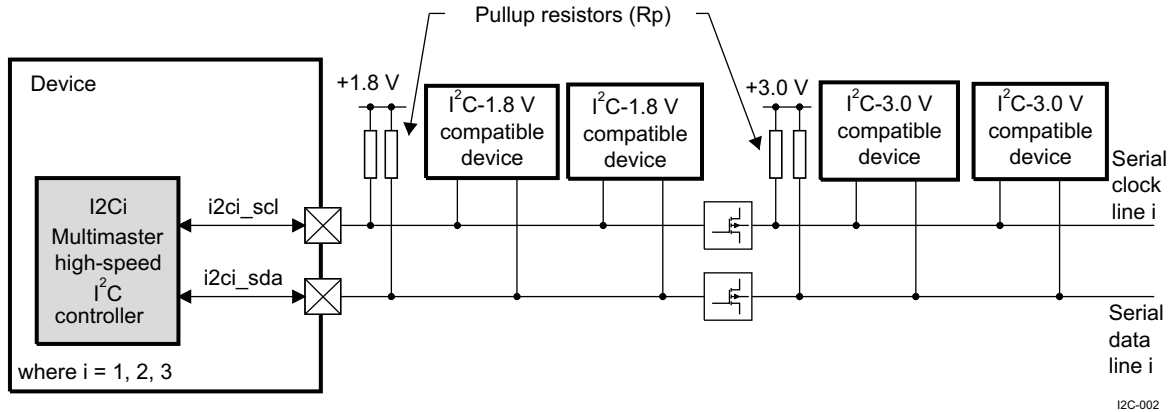 Pullup resistors (Rp)
Device
+1.8 V
I²C-1.8 V
compatible
device
I²C-1.8 V
compatible
device
+3.0 V
I²C-3.0 V
compatible
device
I²C-3.0 V
compatible
device
Serial
clock
line i
I2Ci
Multimaster
high-speed
I²C
controller
i2ci_scl
i2ci_sda
Serial
data
line i
where i = 1, 2, 3
I2C-002